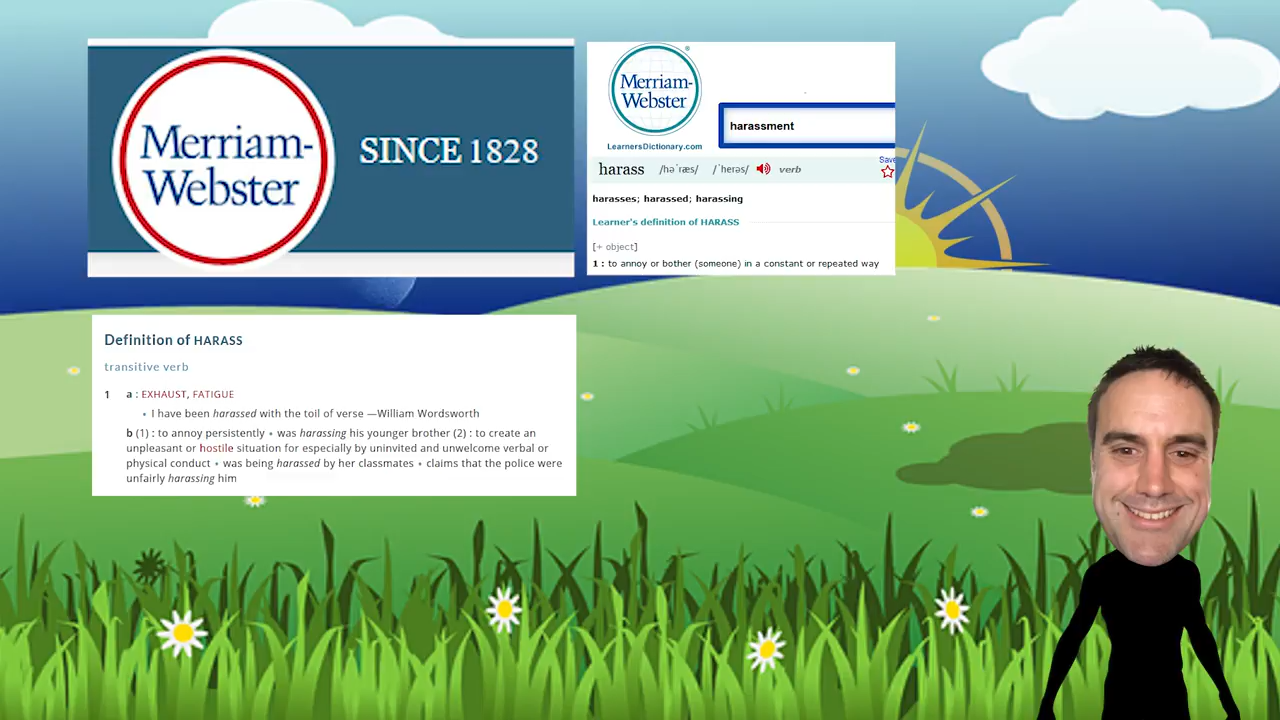 Merriam-
Webster
SINCE 1828
®
Merriam-
Webster
LearnersDictionary.com
harassment
harass /həˈræs/ /ˈherəs/ verb
Save
harasses; harassed; harassing
Learner's definition of HARASS
[+ object]
1 : to annoy or bother (someone) in a constant or repeated way
Definition of HARASS
transitive verb
1 a : EXHAUST, FATIGUE
• I have been harassed with the toil of verse —William Wordsworth
b (1) : to annoy persistently • was harassing his younger brother (2) : to create an
unpleasant or hostile situation for especially by uninvited and unwelcome verbal or
physical conduct • was being harassed by her classmates • claims that the police were
unfairly harassing him